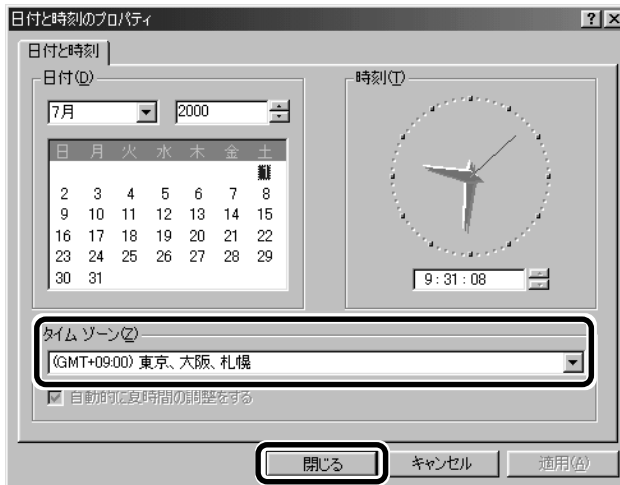 日付と時刻のプロパティ
? ×
日付と時刻
日付(D)
7月 2000
日 月 火 水 木 金 土
1
2 3 4 5 6 7 8
9 10 11 12 13 14 15
16 17 18 19 20 21 22
23 24 25 26 27 28 29
30 31
時刻(T)
9:31:08
タイム ゾーン(Z)
(GMT+09:00) 東京、大阪、札幌
自動的に夏時間の調整をする
閉じる キャンセル 適用(A)